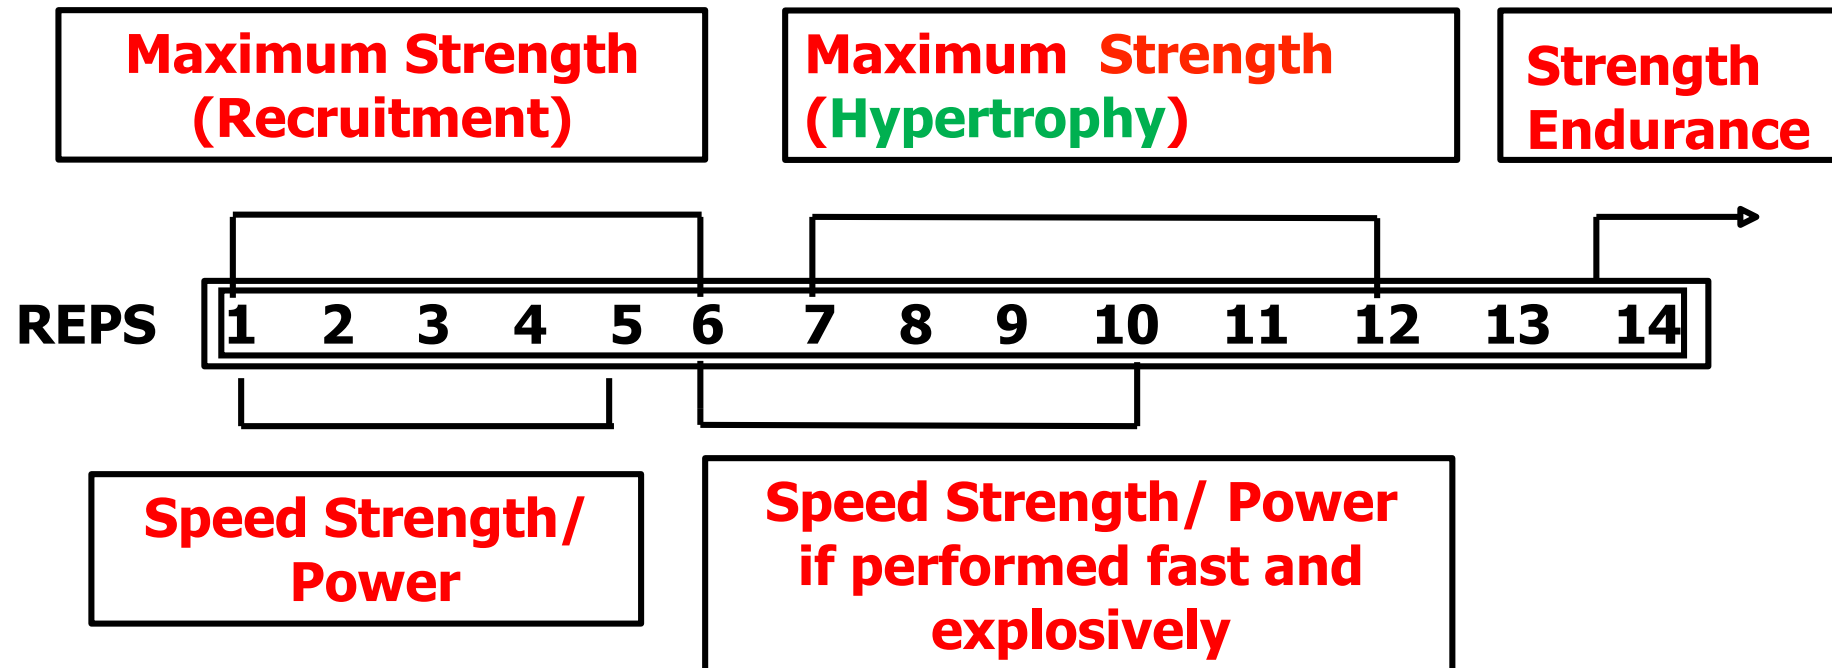 Maximum Strength
(Recruitment)
Maximum Strength
(Hypertrophy)
Strength
Endurance
REPS 1 2 3 4 5 6 7 8 9 10 11 12 13 14
Speed Strength/
Power
Speed Strength/ Power
if performed fast and
explosively